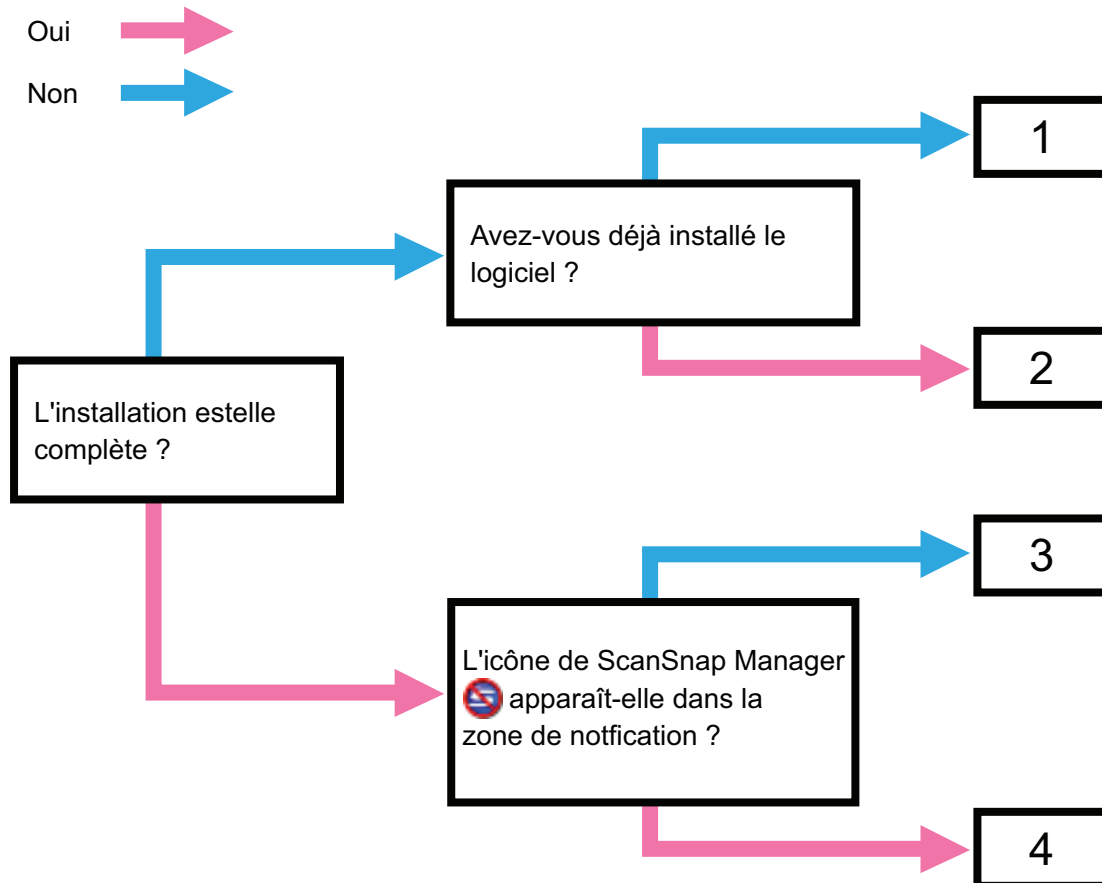 Oui
Non
1
Avez-vous déjà installé le
logiciel ?
2
L'installation estelle
complète ?
3
L'icône de ScanSnap Manager
apparaît-elle dans la
zone de notfication ?
4